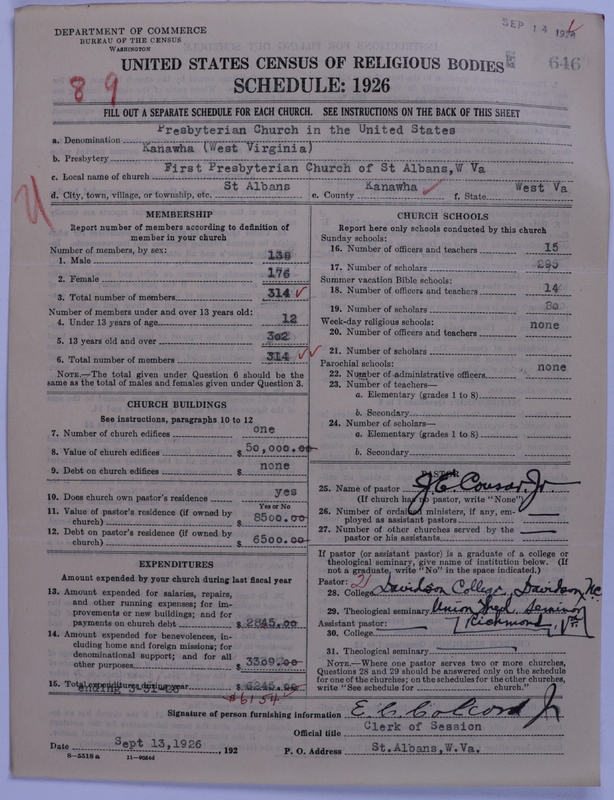 DEPARTMENT OF COMMERCE
BUREAU OF THE CENSUS
WASHINGTON
SEP 14 192
646
UNITED STATES CENSUS OF RELIGIOUS BODIES
SCHEDULE: 1926
8 9
FILL OUT A SEPARATE SCHEDULE FOR EACH CHURCH. SEE INSTRUCTIONS ON THE BACK OF THIS SHEET
a. Denomination Presbyterian Church in the United States
b. Presbytery Kanawha (West Virginia)
c. Local name of church First Presbyterian Church of St Albans,W Va
d. City, town, village, or township, etc. St Albans e. County Kanawha f. State West Va
MEMBERSHIP
Report number of members according to definition of member in your church
Number of members, by sex:
1. Male 138
2. Female 176
3. Total number of members 314
Number of members under and over 13 years old:
4. Under 13 years of age 12
5. 13 years old and over 302
6. Total number of members 314
NOTE.—The total given under Question 6 should be the same as the total of males and females given under Question 3.
CHURCH BUILDINGS
See instructions, paragraphs 10 to 12
7. Number of church edifices one
8. Value of church edifices $ 50,000.00
9. Debt on church edifices $ none
10. Does church own pastor's residence yes
Yes or No
11. Value of pastor's residence (if owned by church) $ 8500.00
12. Debt on pastor's residence (if owned by church) $ 6500.00
EXPENDITURES
Amount expended by your church during last fiscal year
13. Amount expended for salaries, repairs, and other running expenses; for improvements or new buildings; and for payments on church debt $ 2845.00
14. Amount expended for benevolences, including home and foreign missions; for denominational support; and for all other purposes $ 3309.00
15. Total expenditures during year $ 6245.00
ending 3-31-26
$6154
CHURCH SCHOOLS
Report here only schools conducted by this church
Sunday schools:
16. Number of officers and teachers 15
17. Number of scholars 295
Summer vacation Bible schools:
18. Number of officers and teachers 14
19. Number of scholars 80
Week-day religious schools:
20. Number of officers and teachers none
21. Number of scholars
Parochial schools:
22. Number of administrative officers none
23. Number of teachers—
a. Elementary (grades 1 to 8)
b. Secondary
24. Number of scholars—
a. Elementary (grades 1 to 8)
b. Secondary
PASTOR
25. Name of pastor J. E. Cousar, Jr.
(If church has no pastor, write "None")
26. Number of ordained ministers, if any, employed as assistant pastors
27. Number of other churches served by the pastor or his assistants
If pastor (or assistant pastor) is a graduate of a college or theological seminary, give name of institution below. (If not a graduate, write "No" in the space indicated.)
Pastor: 21
28. College Davidson College, Davidson, NC
29. Theological seminary Union Theol Seminary
Assistant pastor: Richmond, Va
30. College
31. Theological seminary
NOTE.—Where one pastor serves two or more churches, Questions 28 and 29 should be answered only on the schedule for one of the churches; on the schedules for the other churches, write "See schedule for church."
Signature of person furnishing information E. C. Colcord Jr
Official title Clerk of Session
Date Sept 13,1926 , 192 P. O. Address St.Albans,W.Va.
8—5518a